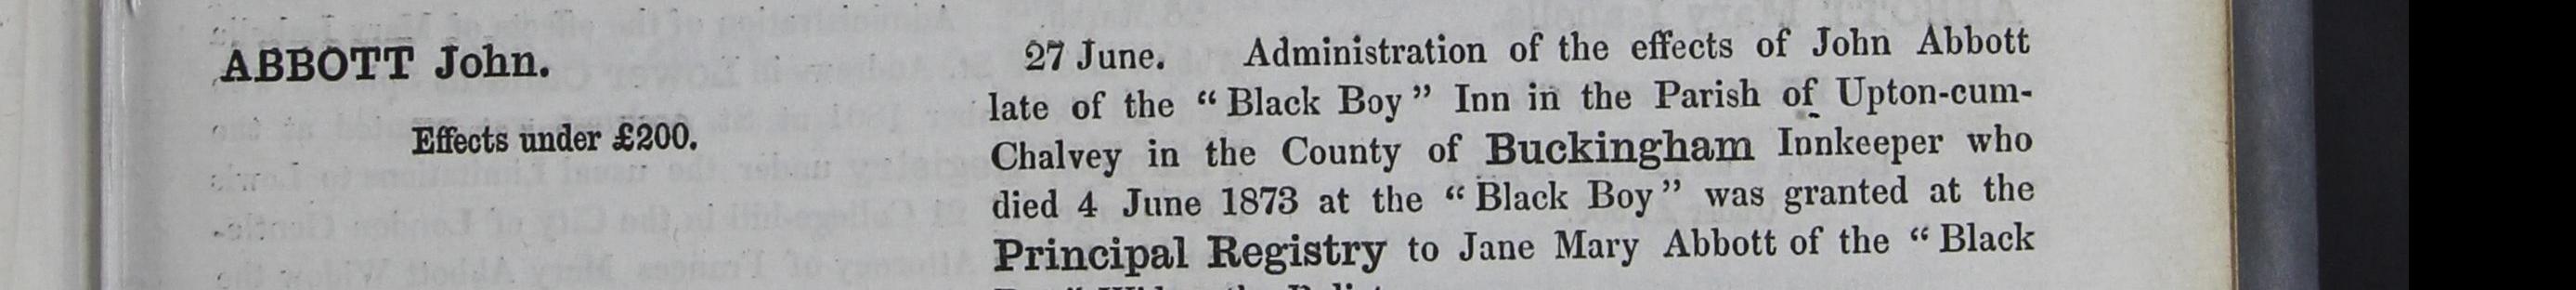 ABBOTT John.
Effects under £200.
27 June. Administration of the effects of John Abbott
late of the “Black Boy” Inn in the Parish of Upton-cum-
Chalvey in the County of Buckingham Innkeeper who
died 4 June 1873 at the “Black Boy” was granted at the
Principal Registry to Jane Mary Abbott of the “Black